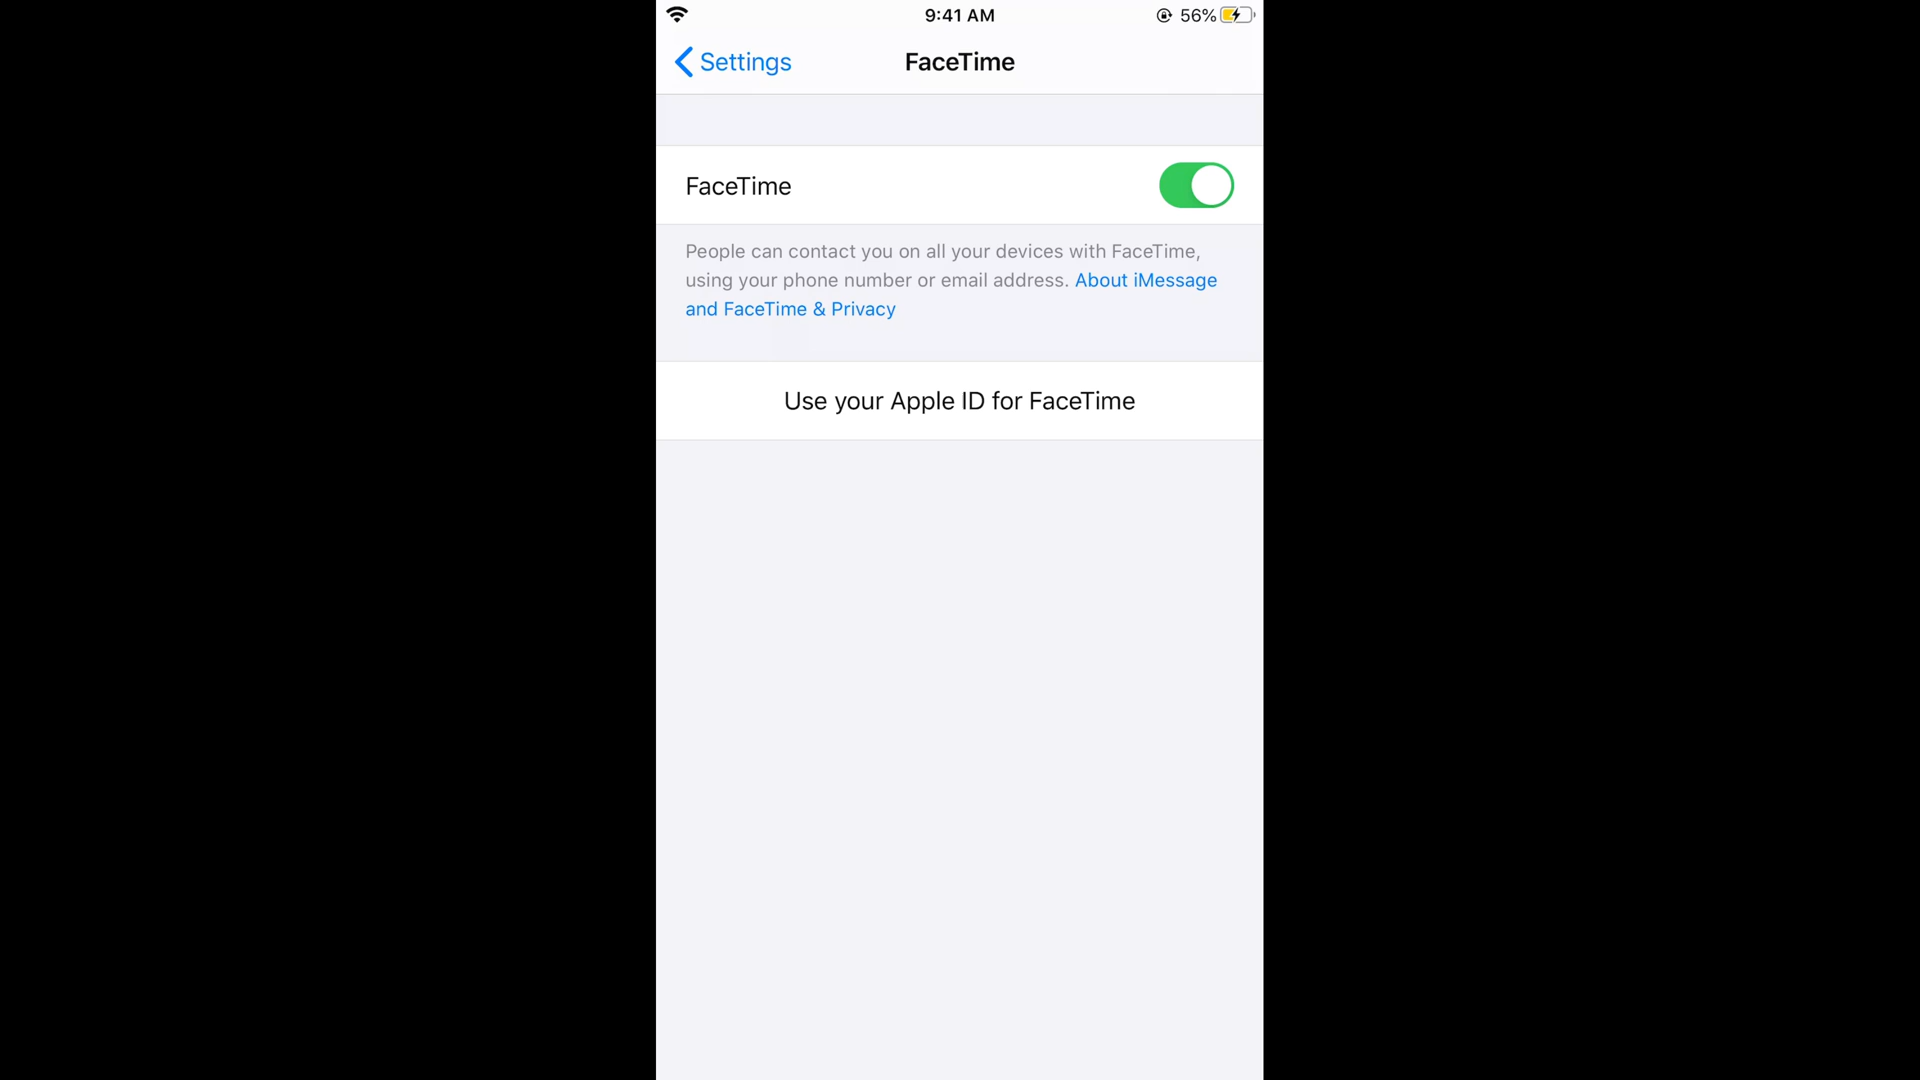 9:41 AM
56%
Settings
FaceTime
FaceTime
People can contact you on all your devices with FaceTime,
using your phone number or email address. About iMessage
and FaceTime & Privacy
Use your Apple ID for FaceTime